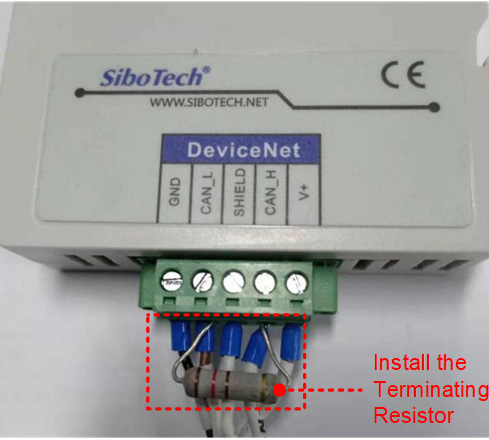 SiboTech®
CE
WWW.SIBOTECH.NET
DeviceNet
GND
CAN_L
SHIELD
CAN_H
V+
Install the
Terminating
Resistor